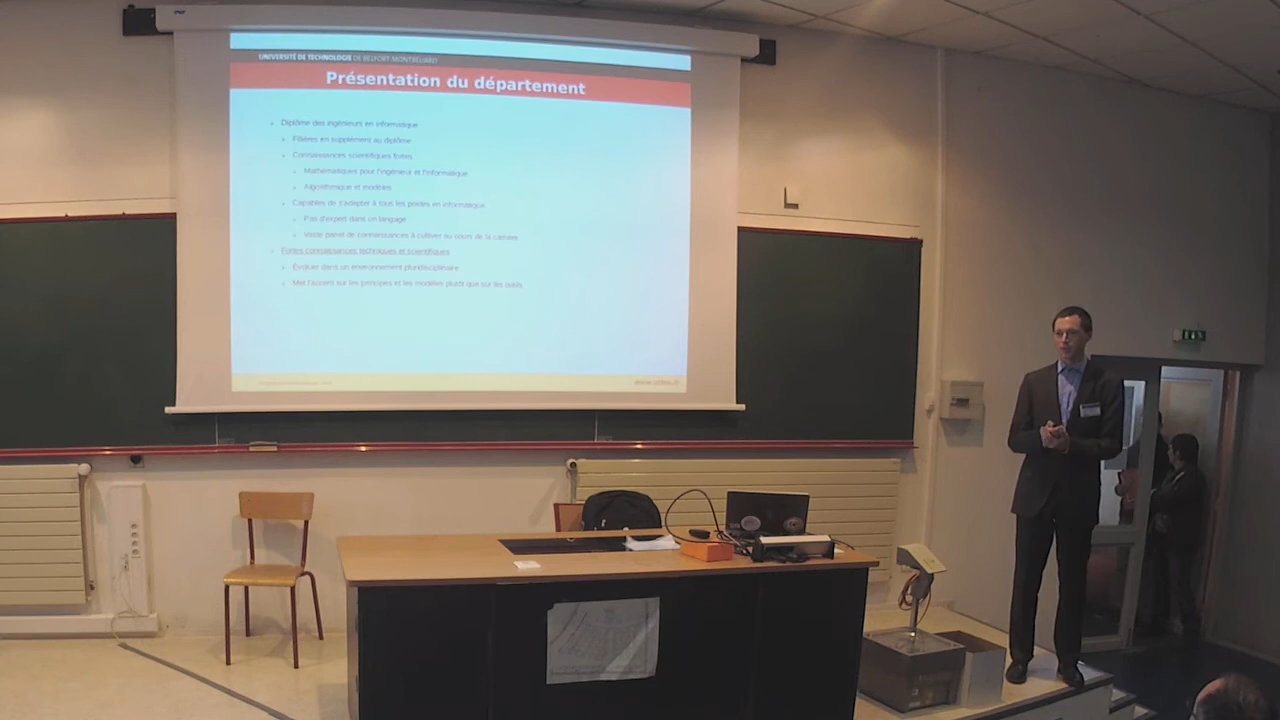 UNIVERSITÉ DE TECHNOLOGIE DE BELFORT-MONTBÉLIARD
Présentation du département
Diplôme des ingénieurs en informatique
Filières en supplément au diplôme
Connaissances scientifiques fortes
Mathématiques pour l'ingénieur et l'informatique
Algorithmique et modèles
Capables de s'adapter à tous les postes en informatique
Pas d'expert dans un langage
Vaste panel de connaissances à cultiver au cours de la carrière
Fortes connaissances techniques et scientifiques
Évoluer dans un environnement pluridisciplinaire
Met l'accent sur les principes et les modèles plutôt que sur les outils
www.utbm.fr